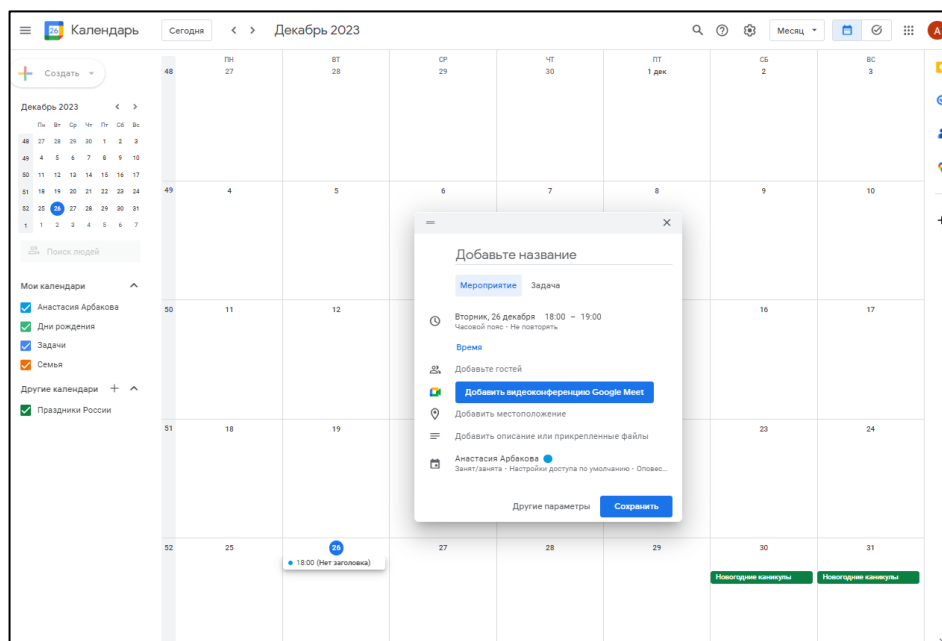 26 Календарь Сегодня Декабрь 2023 Месяц А
Создать
Декабрь 2023
Пн Вт Ср Чт Пт Сб Вс
48 27 28 29 30 1 2 3
49 4 5 6 7 8 9 10
50 11 12 13 14 15 16 17
51 18 19 20 21 22 23 24
52 25 26 27 28 29 30 31
1 1 2 3 4 5 6 7
Поиск людей
Мои календари
Анастасия Арбакова
Дни рождения
Задачи
Семья
Другие календари
Праздники России
ПН ВТ СР ЧТ ПТ СБ ВС
48 27 28 29 30 1 дек 2 3
49 4 5 6 7 8 9 10
50 11 12 16 17
51 18 19 23 24
52 25 26 27 28 29 30 31
18:00 (Нет заголовка)
Новогодние каникулы Новогодние каникулы
Добавьте название
Мероприятие Задача
Вторник, 26 декабря 18:00 – 19:00
Часовой пояс · Не повторять
Время
Добавьте гостей
Добавить видеоконференцию Google Meet
Добавить местоположение
Добавить описание или прикрепленные файлы
Анастасия Арбакова
Занят/занята · Настройки доступа по умолчанию · Оповес...
Другие параметры Сохранить